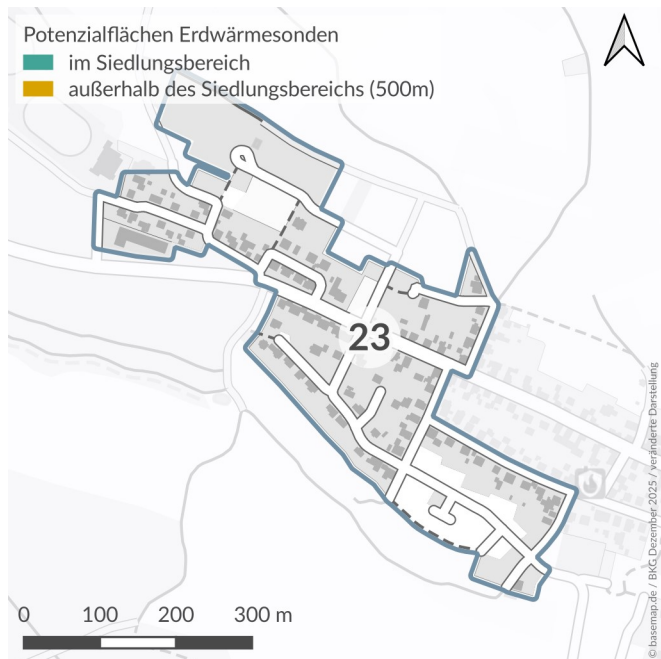 Potenzialflächen Erdwärmesonden
im Siedlungsbereich
außerhalb des Siedlungsbereichs (500m)
23
0 100 200 300 m
© basemap.de / BKG Dezember 2025 / veränderte Darstellung